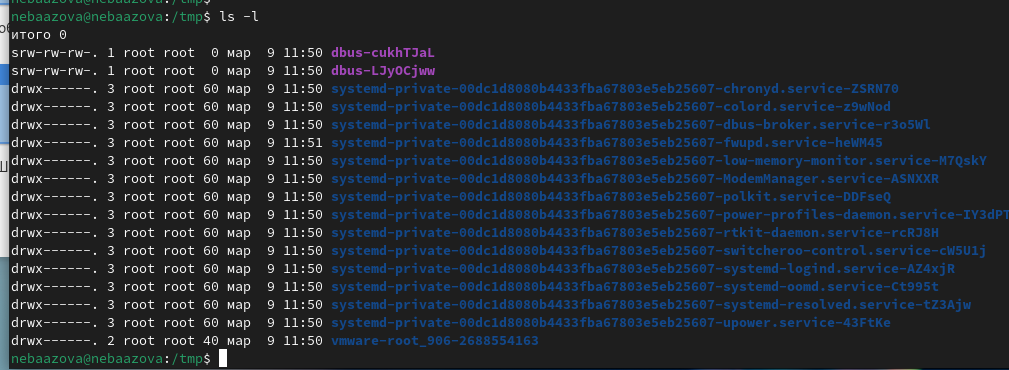 nebaazova@nebaazova:/tmp$ ls -l
итого 0
srw-rw-rw-. 1 root root  0 мар  9 11:50 dbus-cukhTJaL
srw-rw-rw-. 1 root root  0 мар  9 11:50 dbus-LJyOCjww
drwx------. 3 root root 60 мар  9 11:50 systemd-private-00dc1d8080b4433fba67803e5eb25607-chronyd.service-ZSRN70
drwx------. 3 root root 60 мар  9 11:50 systemd-private-00dc1d8080b4433fba67803e5eb25607-colord.service-z9wNod
drwx------. 3 root root 60 мар  9 11:50 systemd-private-00dc1d8080b4433fba67803e5eb25607-dbus-broker.service-r3o5Wl
drwx------. 3 root root 60 мар  9 11:51 systemd-private-00dc1d8080b4433fba67803e5eb25607-fwupd.service-heWM45
drwx------. 3 root root 60 мар  9 11:50 systemd-private-00dc1d8080b4433fba67803e5eb25607-low-memory-monitor.service-M7QskY
drwx------. 3 root root 60 мар  9 11:50 systemd-private-00dc1d8080b4433fba67803e5eb25607-ModemManager.service-ASNXXR
drwx------. 3 root root 60 мар  9 11:50 systemd-private-00dc1d8080b4433fba67803e5eb25607-polkit.service-DDFseQ
drwx------. 3 root root 60 мар  9 11:50 systemd-private-00dc1d8080b4433fba67803e5eb25607-power-profiles-daemon.service-IY3dPT
drwx------. 3 root root 60 мар  9 11:50 systemd-private-00dc1d8080b4433fba67803e5eb25607-rtkit-daemon.service-rcRJ8H
drwx------. 3 root root 60 мар  9 11:50 systemd-private-00dc1d8080b4433fba67803e5eb25607-switcheroo-control.service-cW5U1j
drwx------. 3 root root 60 мар  9 11:50 systemd-private-00dc1d8080b4433fba67803e5eb25607-systemd-logind.service-AZ4xjR
drwx------. 3 root root 60 мар  9 11:50 systemd-private-00dc1d8080b4433fba67803e5eb25607-systemd-oomd.service-Ct995t
drwx------. 3 root root 60 мар  9 11:50 systemd-private-00dc1d8080b4433fba67803e5eb25607-systemd-resolved.service-tZ3Ajw
drwx------. 3 root root 60 мар  9 11:50 systemd-private-00dc1d8080b4433fba67803e5eb25607-upower.service-43FtKe
drwx------. 2 root root 40 мар  9 11:50 vmware-root_906-2688554163
nebaazova@nebaazova:/tmp$